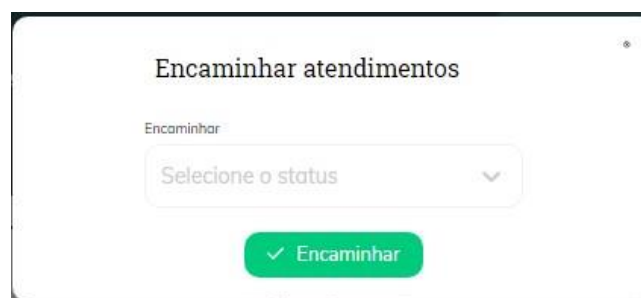 Encaminhar atendimentos
Encaminhar
Selecione o status
Encaminhar